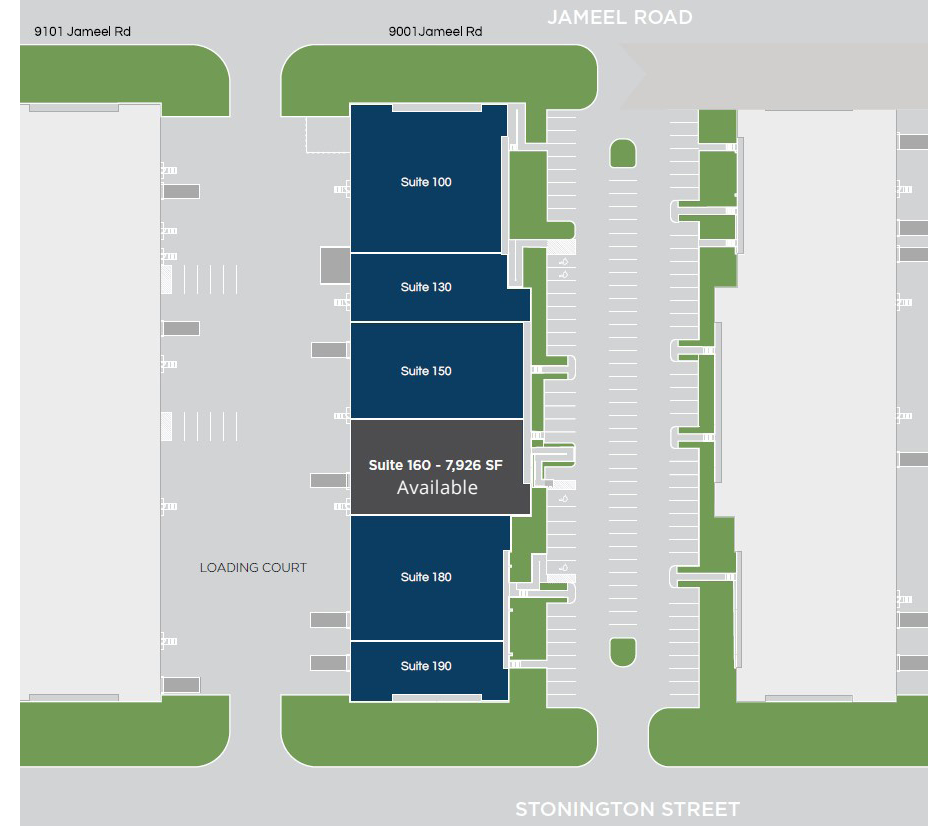 JAMEEL ROAD
9101 Jameel Rd
9001Jameel Rd
Suite 100
Suite 130
Suite 150
Suite 160 - 7,926 SF
Available
LOADING COURT
Suite 180
Suite 190
STONINGTON STREET